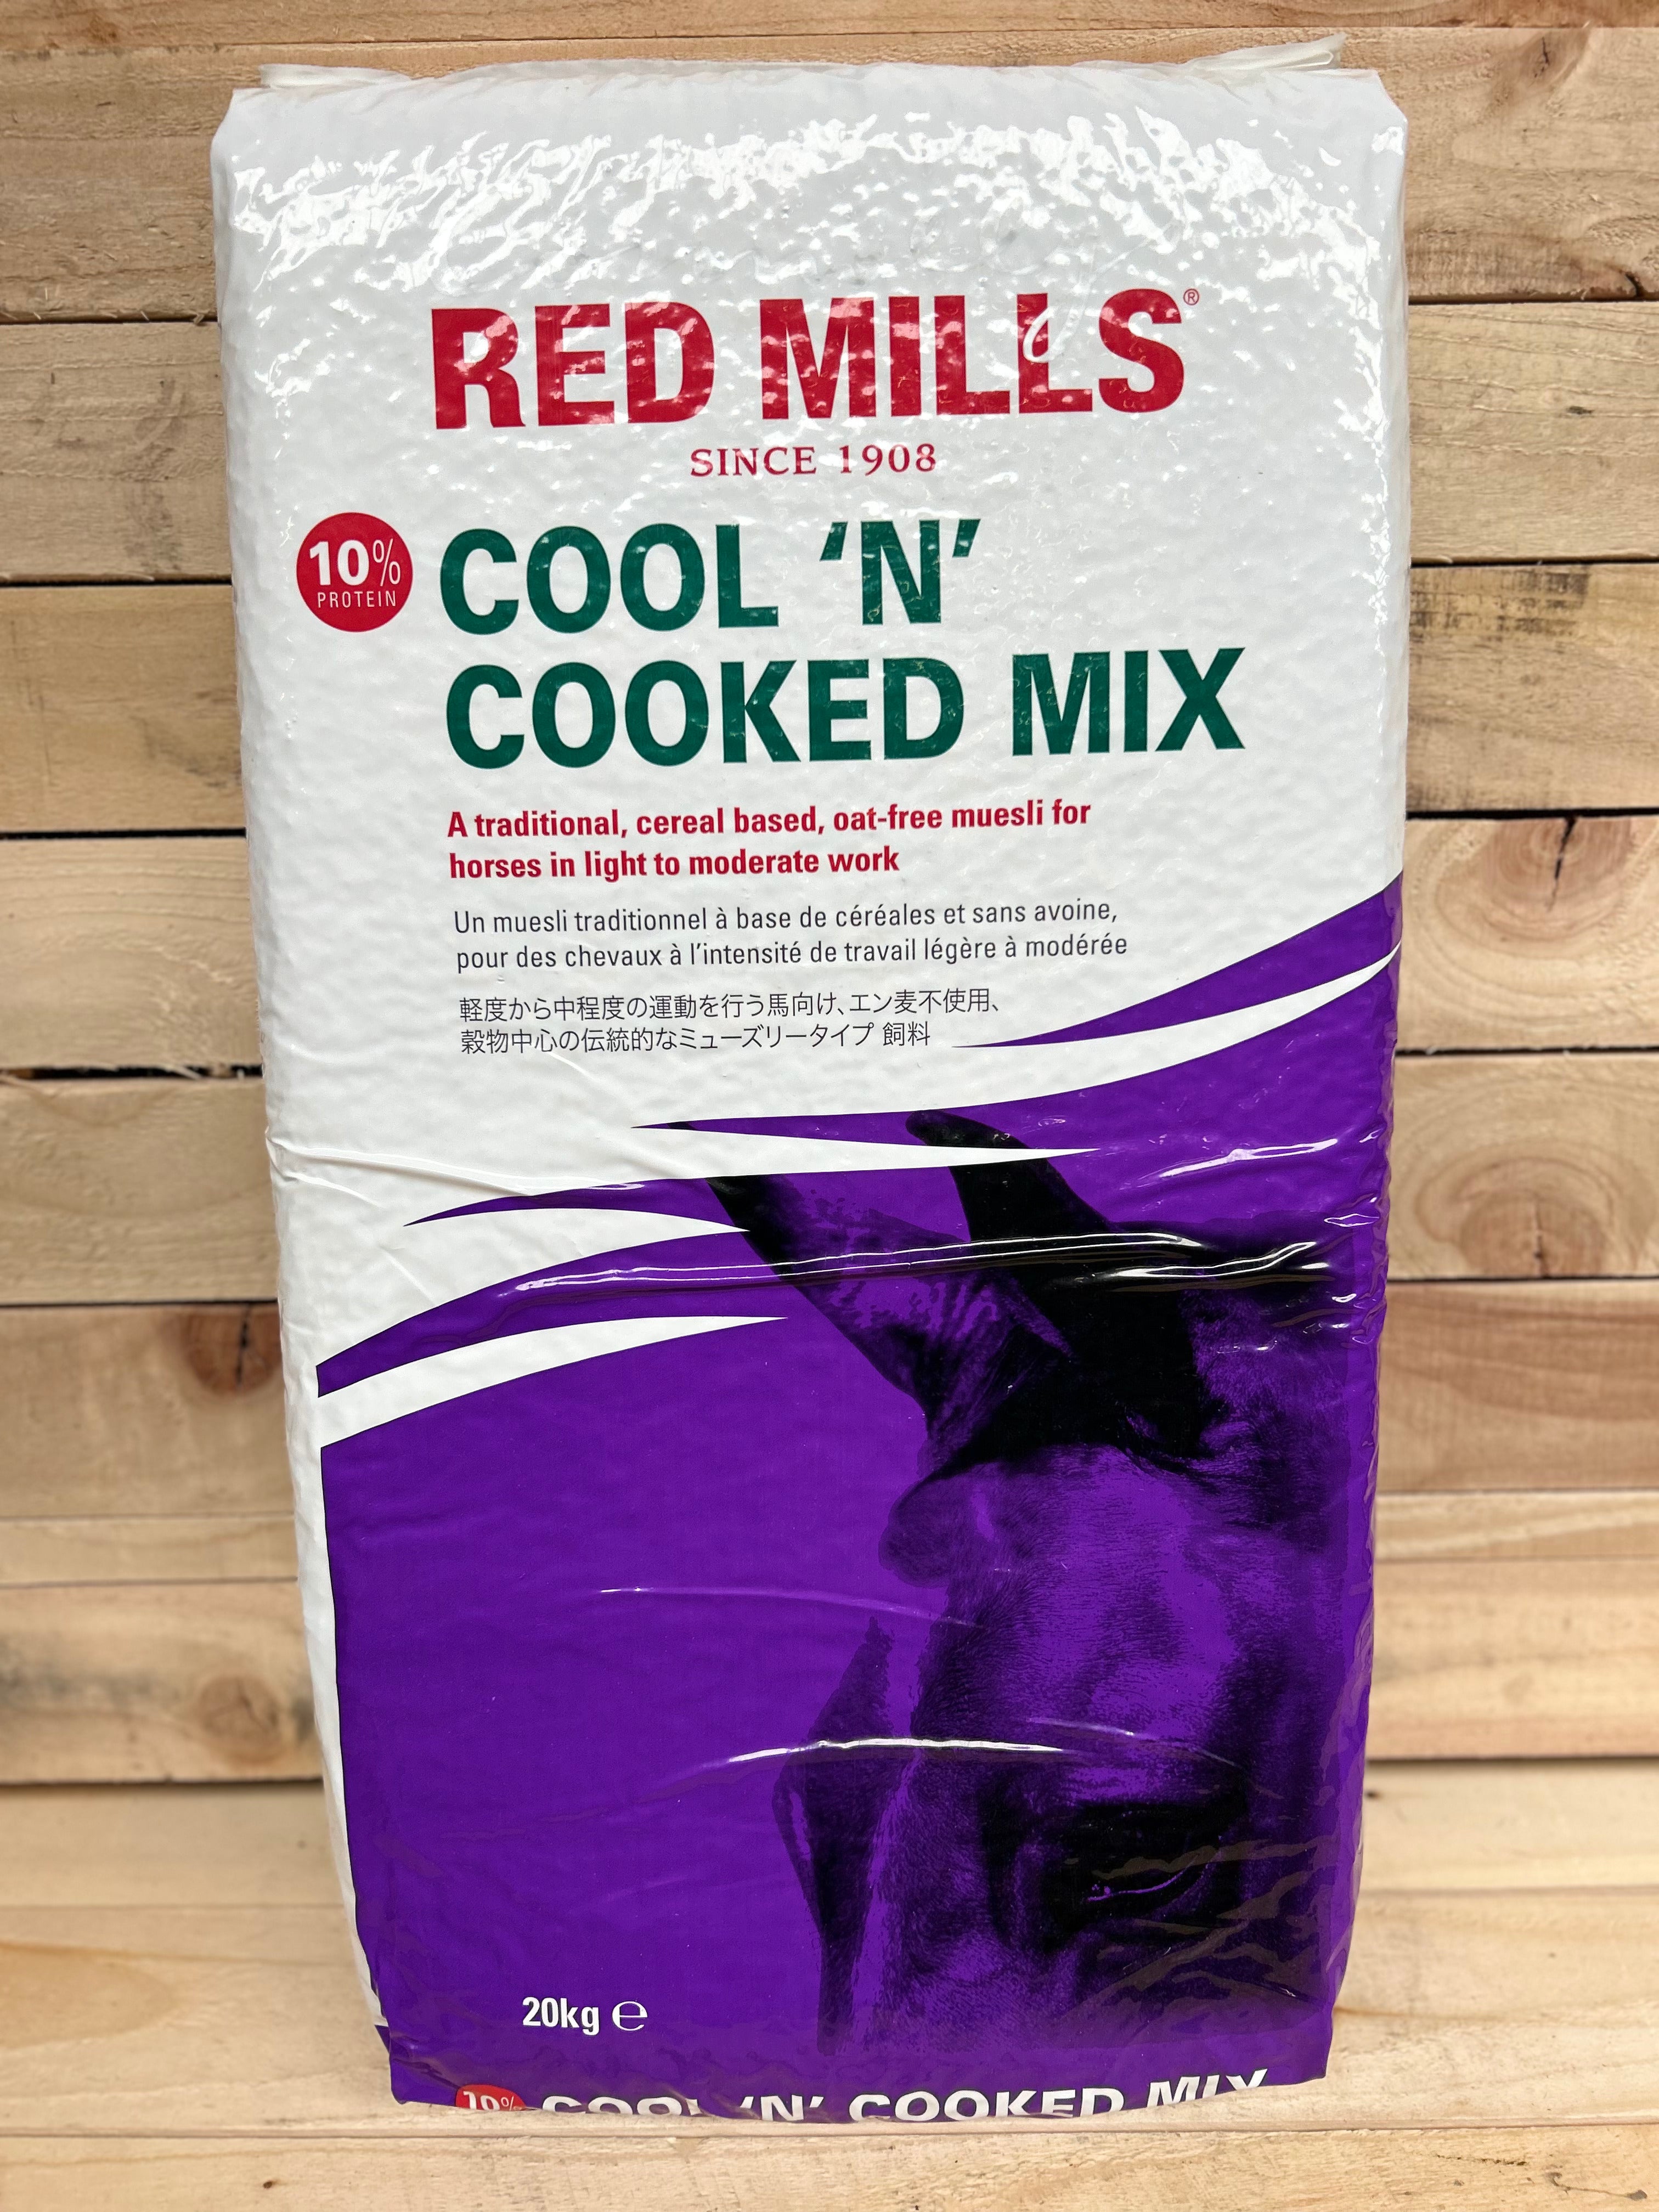 RED MILLS®
SINCE 1908
10%
PROTEIN
COOL ‘N’
COOKED MIX
A traditional, cereal based, oat-free muesli for
horses in light to moderate work
Un muesli traditionnel à base de céréales et sans avoine,
pour des chevaux à l’intensité de travail légère à modérée
軽度から中程度の運動を行う馬向け、エン麦不使用、
穀物中心の伝統的なミューズリータイプ 飼料
20kg ℮
10% COOL ‘N’ COOKED MIX